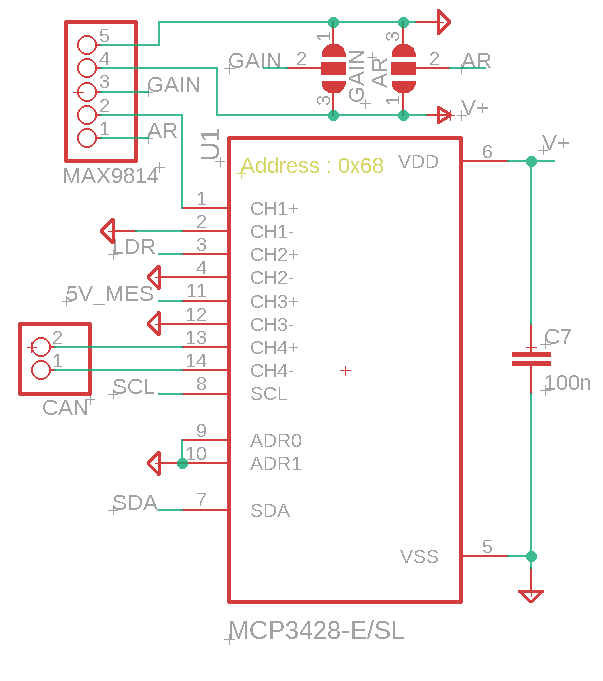 5
4
3
2
1
GAIN
AR
MAX9814
GAIN
2
1
3
GAIN
AR
3
1
2
AR
V+
U1
Address : 0x68
VDD
6
V+
1
CH1+
2
CH1-
LDR
3
CH2+
4
CH2-
5V_MES
11
CH3+
12
CH3-
2
13
CH4+
1
14
CH4-
CAN
SCL
8
SCL
9
ADR0
10
ADR1
SDA
7
SDA
C7
100n
VSS
5
MCP3428-E/SL